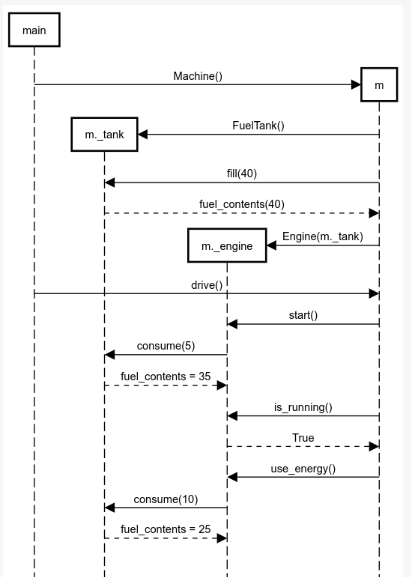 main
Machine()
m
FuelTank()
m._tank
fill(40)
fuel_contents(40)
Engine(m._tank)
m._engine
drive()
start()
consume(5)
fuel_contents = 35
is_running()
True
use_energy()
consume(10)
fuel_contents = 25